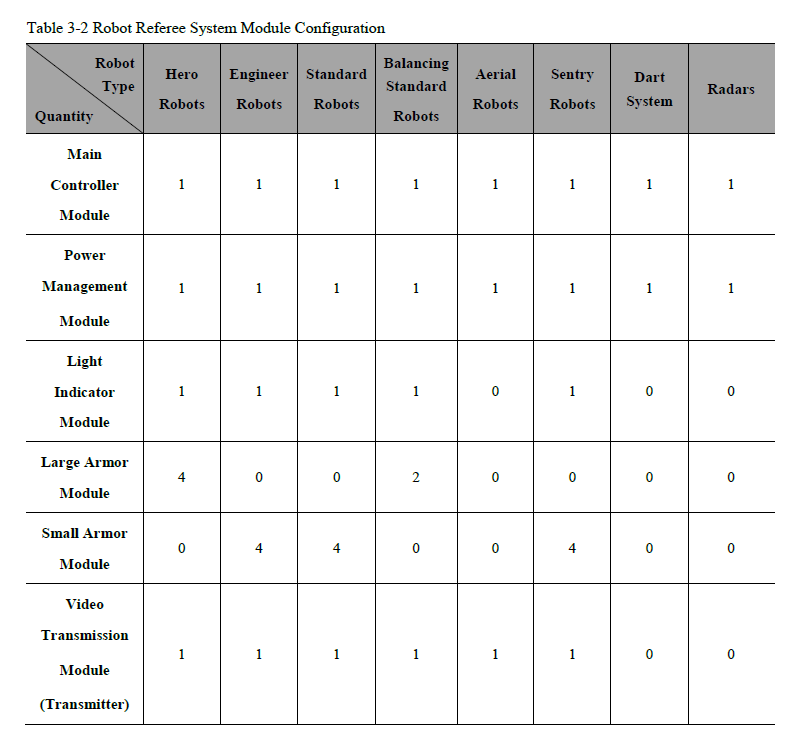 Table 3-2 Robot Referee System Module Configuration
Robot Type Quantity Hero Robots Engineer Robots Standard Robots Balancing Standard Robots Aerial Robots Sentry Robots Dart System Radars
Main Controller Module 1 1 1 1 1 1 1 1
Power Management Module 1 1 1 1 1 1 1 1
Light Indicator Module 1 1 1 1 0 1 0 0
Large Armor Module 4 0 0 2 0 0 0 0
Small Armor Module 0 4 4 0 0 4 0 0
Video Transmission Module (Transmitter) 1 1 1 1 1 1 0 0